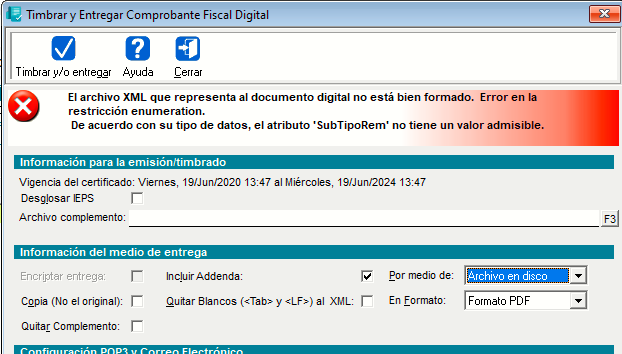 Timbrar y Entregar Comprobante Fiscal Digital
Timbrar y/o entregar Ayuda Cerrar
El archivo XML que representa al documento digital no está bien formado. Error en la
restricción enumeration.
De acuerdo con su tipo de datos, el atributo 'SubTipoRem' no tiene un valor admisible.
Información para la emisión/timbrado
Vigencia del certificado: Viernes, 19/Jun/2020 13:47 al Miércoles, 19/Jun/2024 13:47
Desglosar IEPS
Archivo complemento: F3
Información del medio de entrega
Encriptar entrega: Incluir Addenda: Por medio de: Archivo en disco
Copia (No el original): Quitar Blancos (<Tab> y <LF>) al XML: En Formato: Formato PDF
Quitar Complemento:
Configuración POP3 y Correo Electrónico